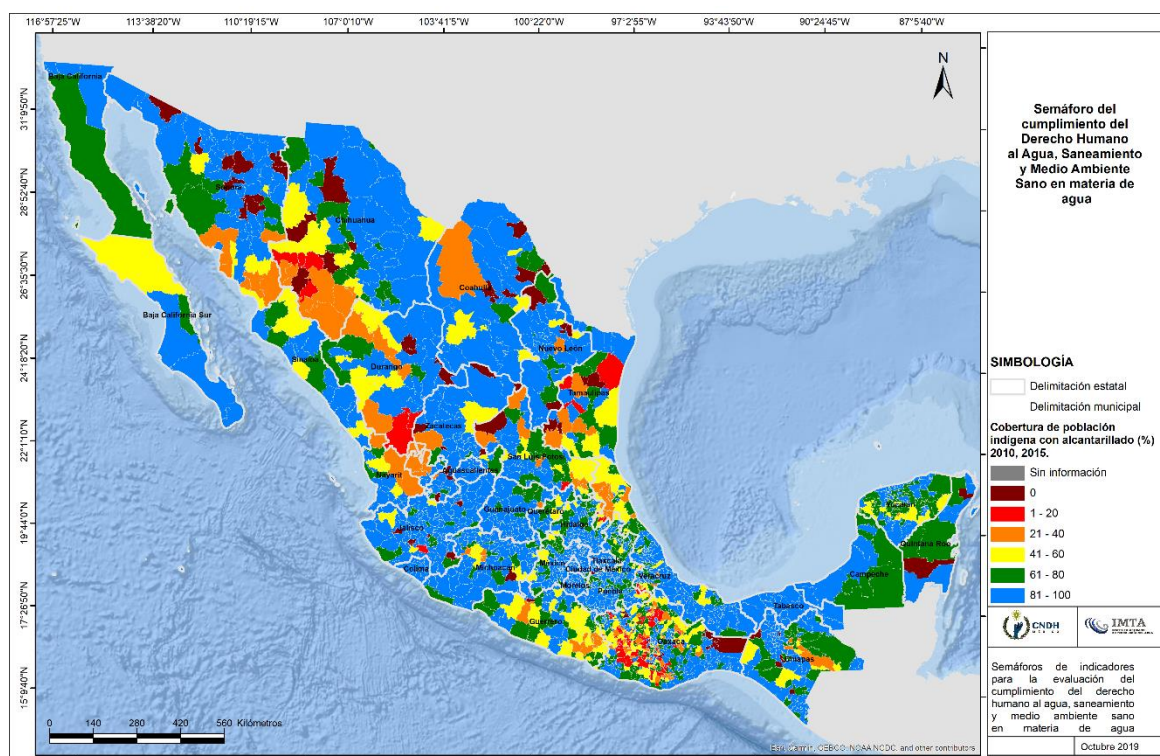 116°57'25"W 113°38'20"W 110°19'15"W 107°0'10"W 103°41'5"W 100°22'0"W 97°2'55"W 93°43'50"W 90°24'45"W 87°5'40"W
31°9'50"N
28°52'40"N
26°35'30"N
24°18'20"N
22°1'10"N
19°44'0"N
17°26'50"N
15°9'40"N
N
Baja California
Sonora
Chihuahua
Coahuila
Baja California Sur
Nuevo León
Sinaloa
Durango
Tamaulipas
Zacatecas
San Luis Potosí
Nayarit
Aguascalientes
Yucatán
Guanajuato
Querétaro
Hidalgo
Jalisco
Quintana Roo
Tlaxcala
México
Ciudad de México
Veracruz
Colima
Michoacán
Campeche
Morelos
Puebla
Tabasco
Guerrero
Oaxaca
Chiapas
0 140 280 420 560 Kilómetros
Esri, Garmin, GEBCO, NOAA NGDC, and other contributors
Semáforo del
cumplimiento del
Derecho Humano
al Agua, Saneamiento
y Medio Ambiente
Sano en materia de
agua
SIMBOLOGÍA
Delimitación estatal
Delimitación municipal
Cobertura de población
indígena con alcantarillado (%)
2010, 2015.
Sin información
0
1 - 20
21 - 40
41 - 60
61 - 80
81 - 100
CNDH
MÉXICO
IMTA
Semáforos de indicadores
para la evaluación del
cumplimiento del derecho
humano al agua, saneamiento
y medio ambiente sano
en materia de agua
Octubre 2019